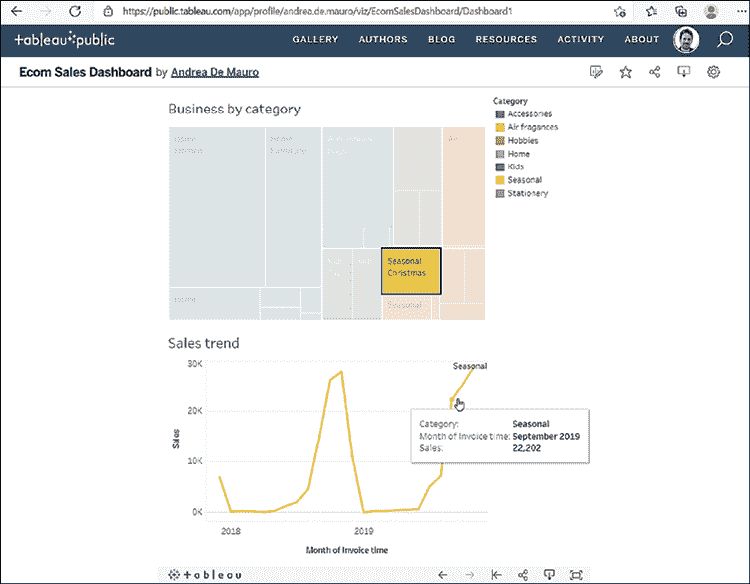 https://public.tableau.com/app/profile/andrea.de.mauro/viz/EcomSalesDashboard/Dashboard1
tableau public GALLERY AUTHORS BLOG RESOURCES ACTIVITY ABOUT
Ecom Sales Dashboard by Andrea De Mauro
Business by category
Category
Accessories
Air fragances
Hobbies
Home
Kids
Seasonal
Stationery
Seasonal
Christmas
Seasonal
Sales trend
30K
20K
10K
0K
Sales
Seasonal
Category: Seasonal
Month of Invoice time: September 2019
Sales: 22,202
2018 2019
Month of Invoice time
tableau